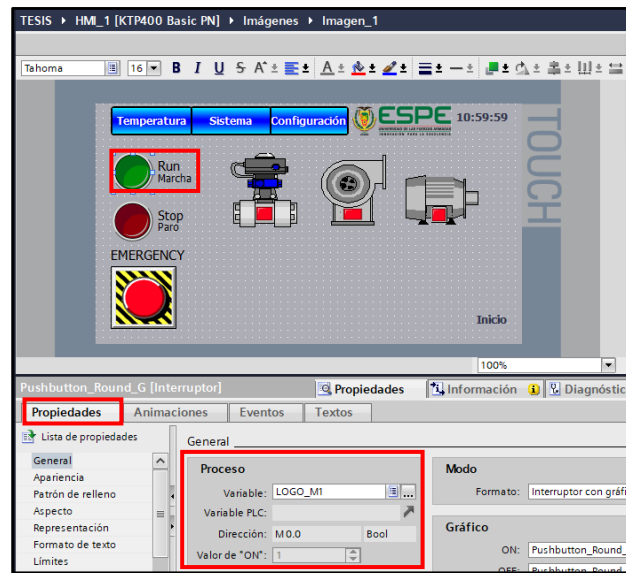 TESIS ▸ HMI_1 [KTP400 Basic PN] ▸ Imágenes ▸ Imagen_1
Tahoma 16 B I U S A A
Temperatura Sistema Configuración ESPE 10:59:59
TOUCH
Run
Marcha
Stop
Paro
EMERGENCY
Inicio
100%
Pushbutton_Round_G [Interruptor] Propiedades Información Diagnóstic
Propiedades Animaciones Eventos Textos
Lista de propiedades
General
Apariencia
Patrón de relleno
Aspecto
Representación
Formato de texto
Límites
General
Proceso
Variable: LOGO_M1 ...
Variable PLC:
Dirección: M0.0 Bool
Valor de "ON": 1
Modo
Formato: Interruptor con gráfi
Gráfico
ON: Pushbutton_Round_
OFF: Pushbutton_Round